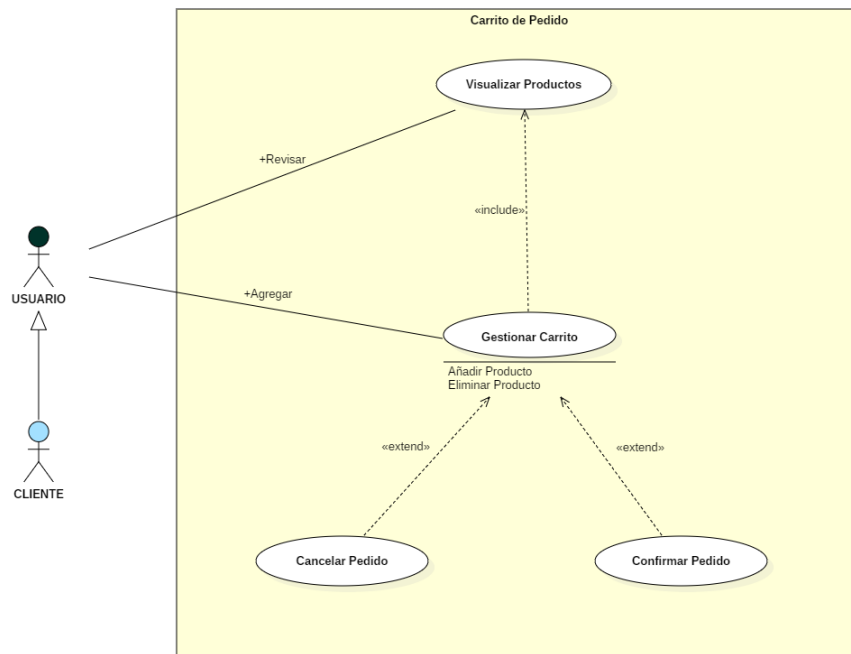 Carrito de Pedido
Visualizar Productos
+Revisar
«include»
USUARIO
+Agregar
Gestionar Carrito
Añadir Producto
Eliminar Producto
«extend»
«extend»
CLIENTE
Cancelar Pedido
Confirmar Pedido